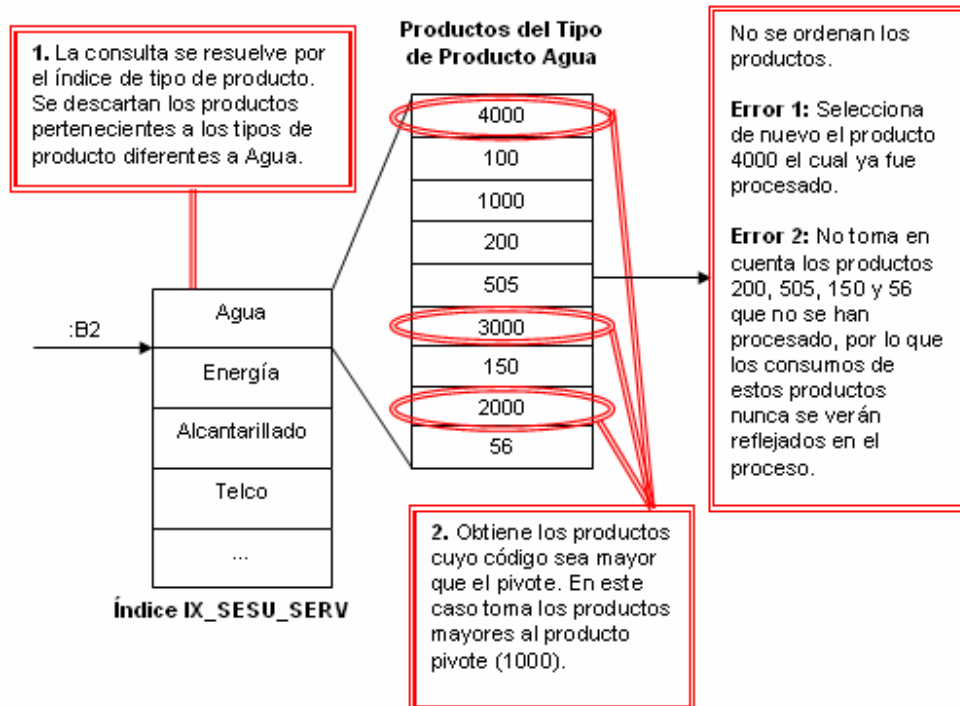 1. La consulta se resuelve por
el índice de tipo de producto.
Se descartan los productos
pertenecientes a los tipos de
producto diferentes a Agua.
Productos del Tipo
de Producto Agua
4000
100
1000
200
505
3000
150
2000
56
No se ordenan los
productos.
Error 1: Selecciona
de nuevo el producto
4000 el cual ya fue
procesado.
Error 2: No toma en
cuenta los productos
200, 505, 150 y 56
que no se han
procesado, por lo que
los consumos de
estos productos
nunca se verán
reflejados en el
proceso.
:B2
Agua
Energía
Alcantarillado
Telco
...
Índice IX_SESU_SERV
2. Obtiene los productos
cuyo código sea mayor
que el pivote. En este
caso toma los productos
mayores al producto
pivote (1000).